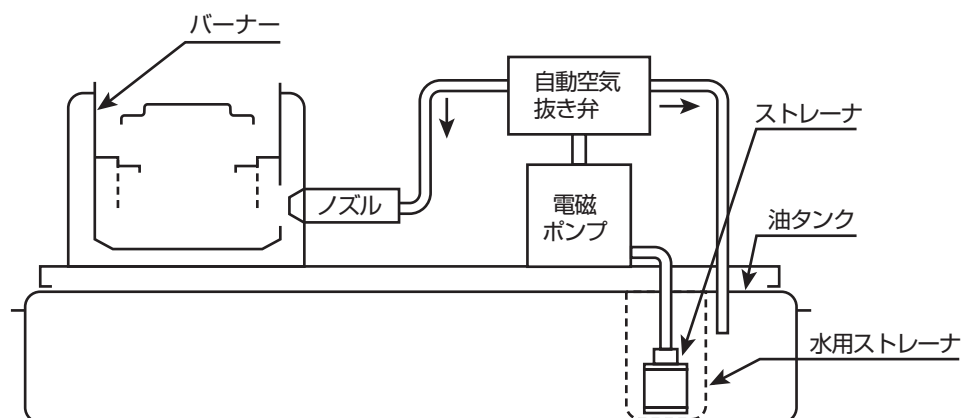 バーナー
自動空気
抜き弁
ストレーナ
ノズル
電磁
ポンプ
油タンク
水用ストレーナ